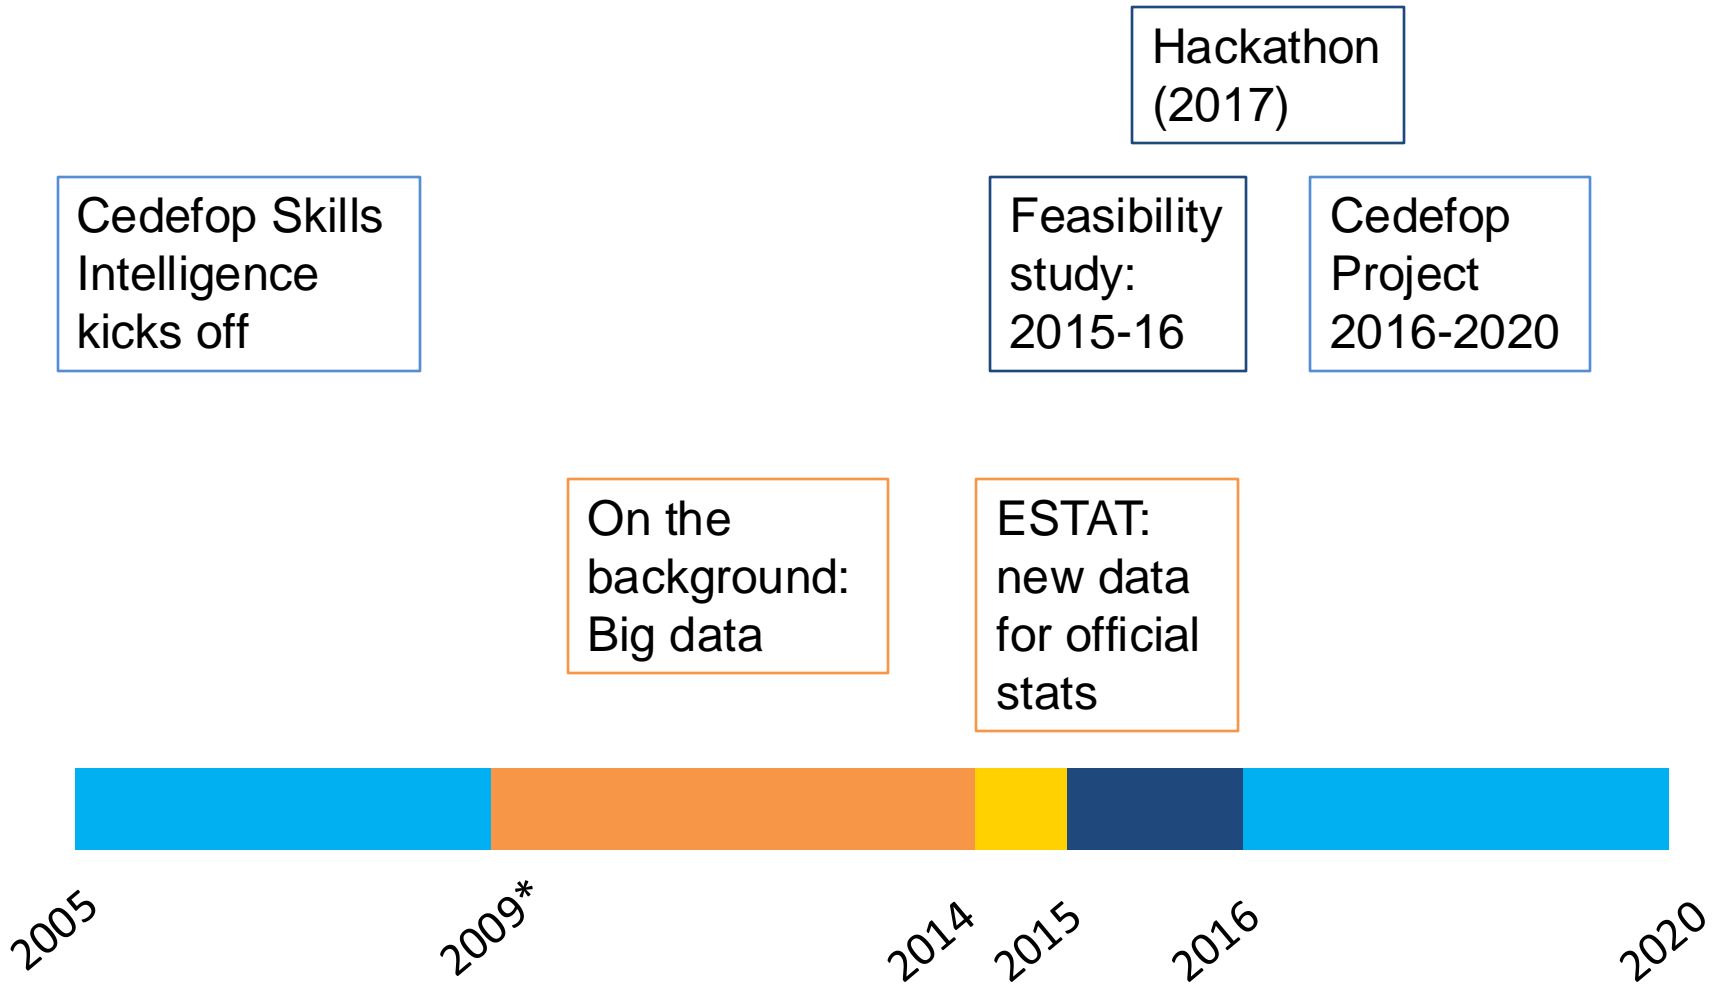 Hackathon
(2017)
Cedefop Skills
Intelligence
kicks off
Feasibility
study:
2015-16
Cedefop
Project
2016-2020
On the
background:
Big data
ESTAT:
new data
for official
stats
2005
2009*
2014
2015
2016
2020